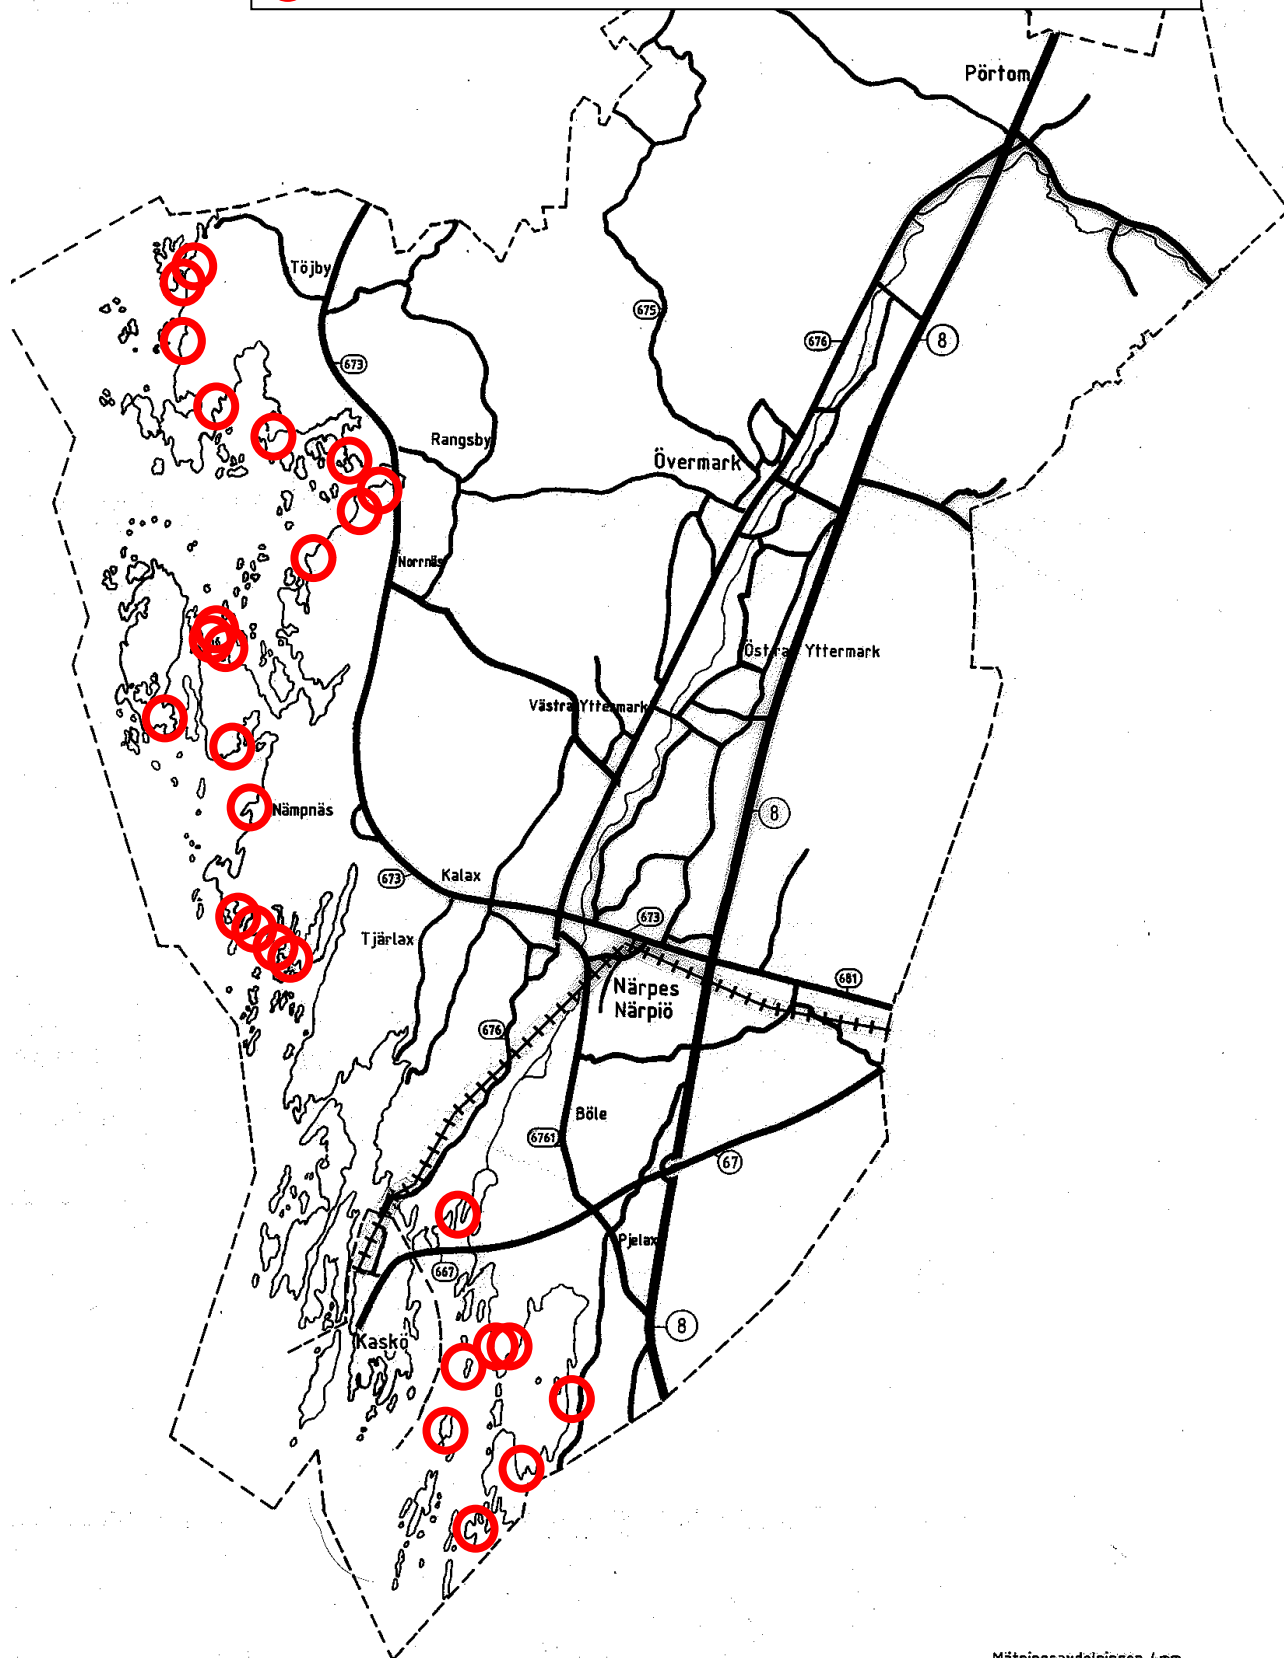 Pörtom
Töjby
675
676
8
673
Rangsby
Övermark
Norrnäs
Östra Yttermark
Västra Yttermark
Nämpnäs
8
673
Kalax
673
Tjärlax
681
Närpes
Närpiö
676
Böle
6761
67
Pjelax
667
8
Kaskö